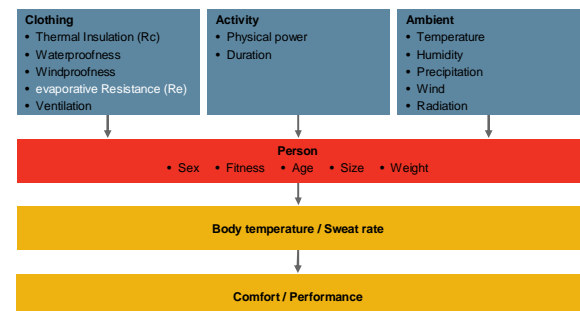 Clothing
• Thermal Insulation (Rc)
• Waterproofness
• Windproofness
• evaporative Resistance (Re)
• Ventilation
Activity
• Physical power
• Duration
Ambient
• Temperature
• Humidity
• Precipitation
• Wind
• Radiation
Person
• Sex • Fitness • Age • Size • Weight
Body temperature / Sweat rate
Comfort / Performance